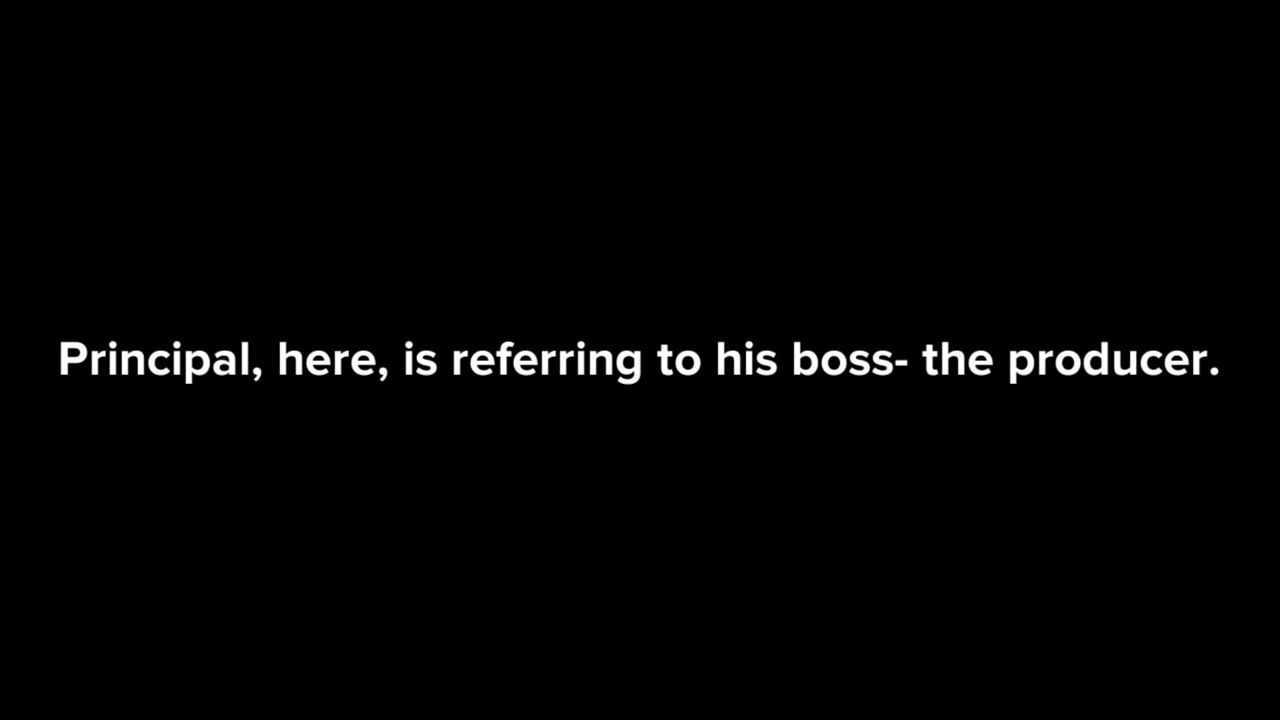 Principal, here, is referring to his boss- the producer.